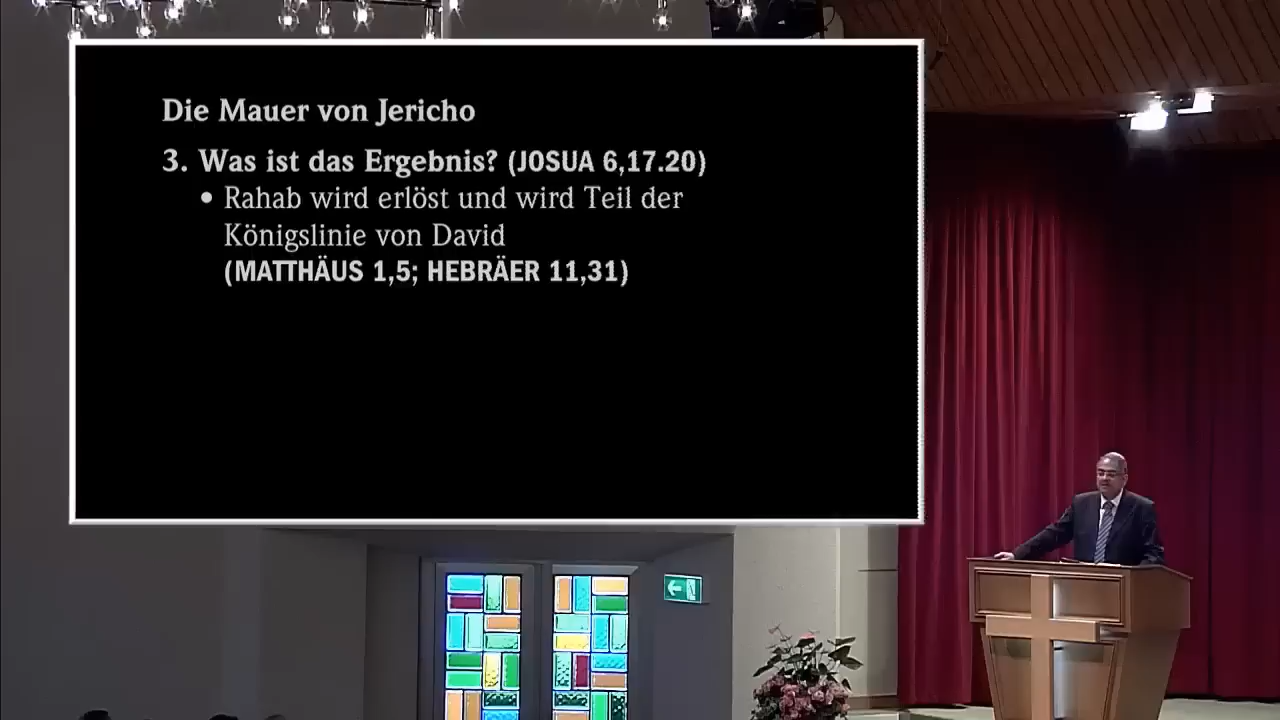 Die Mauer von Jericho
3. Was ist das Ergebnis? (JOSUA 6,17.20)
• Rahab wird erlöst und wird Teil der
Königslinie von David
(MATTHÄUS 1,5; HEBRÄER 11,31)